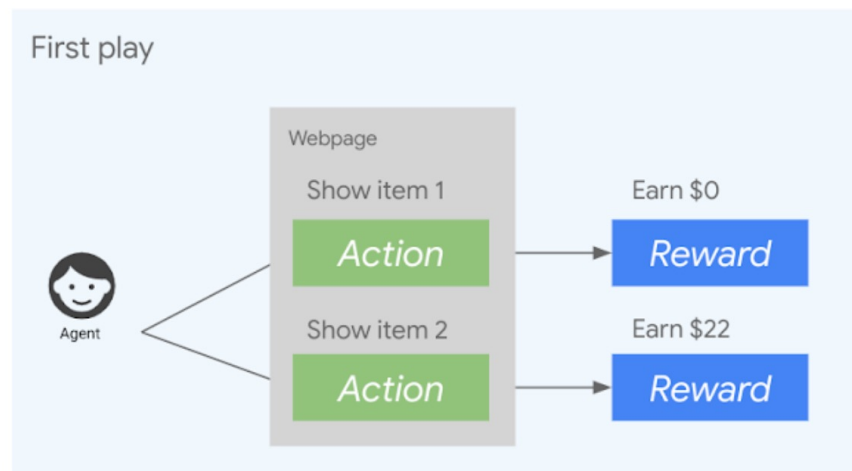 First play
Webpage
Show item 1
Earn $0
Action
Reward
Agent
Show item 2
Earn $22
Action
Reward